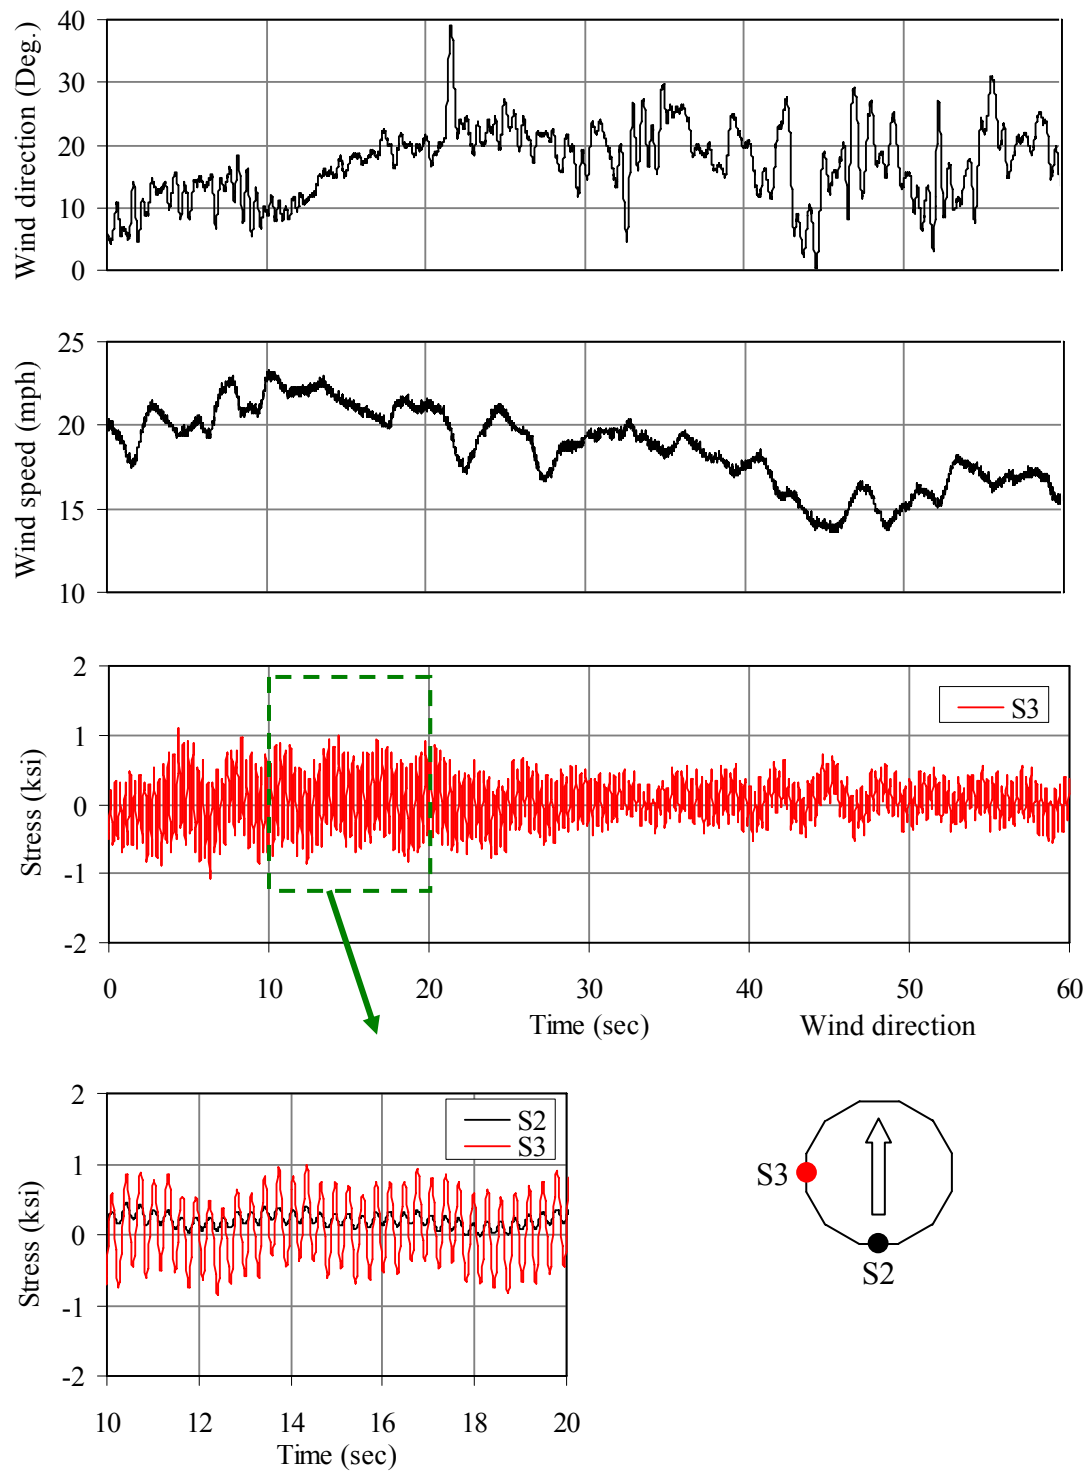 Wind direction (Deg.)
40
30
20
10
0
Wind speed (mph)
25
20
15
10
Stress (ksi)
2
1
0
-1
-2
S3
0 10 20 30 40 50 60
Time (sec)
Wind direction
Stress (ksi)
2
1
0
-1
-2
S2
S3
10 12 14 16 18 20
Time (sec)
S3
S2